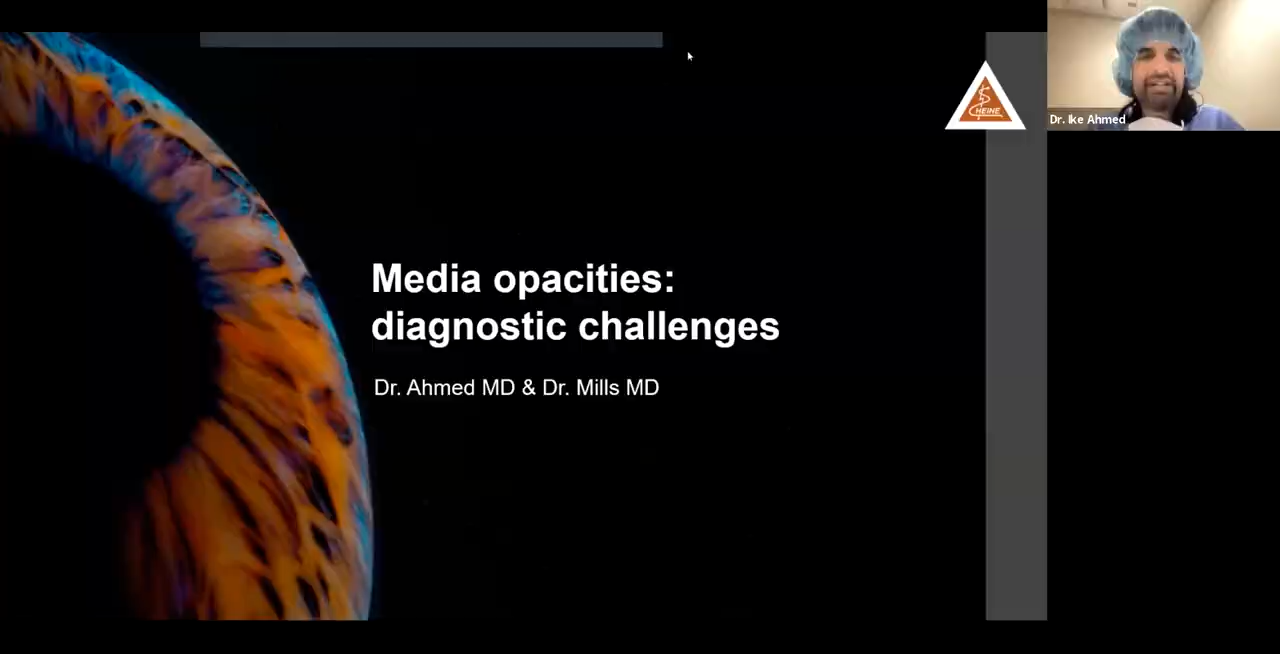 HEINE
Dr. Ike Ahmed
Media opacities:
diagnostic challenges
Dr. Ahmed MD & Dr. Mills MD